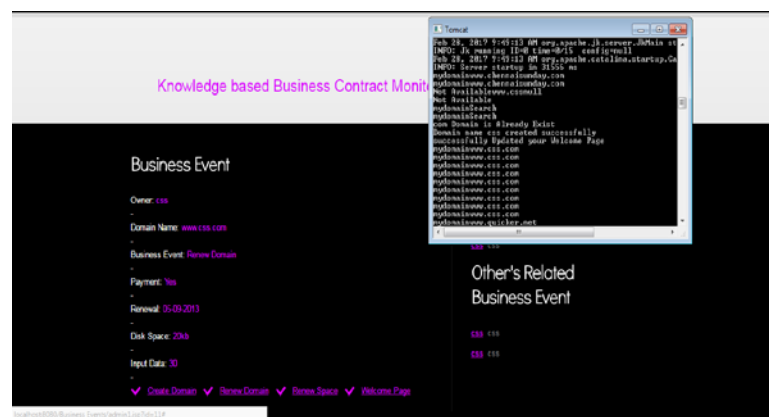 Knowledge based Business Contract Monit
Business Event
Owner: css
-
Domain Name: www.css.com
-
Business Event: Renew Domain
-
Payment: Yes
-
Renewal: 05-09-2013
-
Disk Space: 20kb
-
Input Data: 30
-
Create Domain Renew Domain Renew Space Welcome Page
Tomcat
Feb 28, 2017 9:45:13 AM org.apache.jk.server.JkMain st
INFO: Jk running ID=0 time=0/15 config=null
Feb 28, 2017 9:45:13 AM org.apache.catalina.startup.Ca
INFO: Server startup in 31555 ms
mydomainwww.chennaisunday.com
mydomainwww.chennaisunday.com
Not Availablewww.cssnull
Not Available
mydomainSearch
mydomainSearch
com Domain is Already Exist
Domain name css created successfully
successfully Updated your Welcome Page
mydomainwww.css.com
mydomainwww.css.com
mydomainwww.css.com
mydomainwww.css.com
mydomainwww.css.com
mydomainwww.css.com
mydomainwww.css.com
mydomainwww.css.com
mydomainwww.quicker.net
css css
Other's Related
Business Event
css css
css css